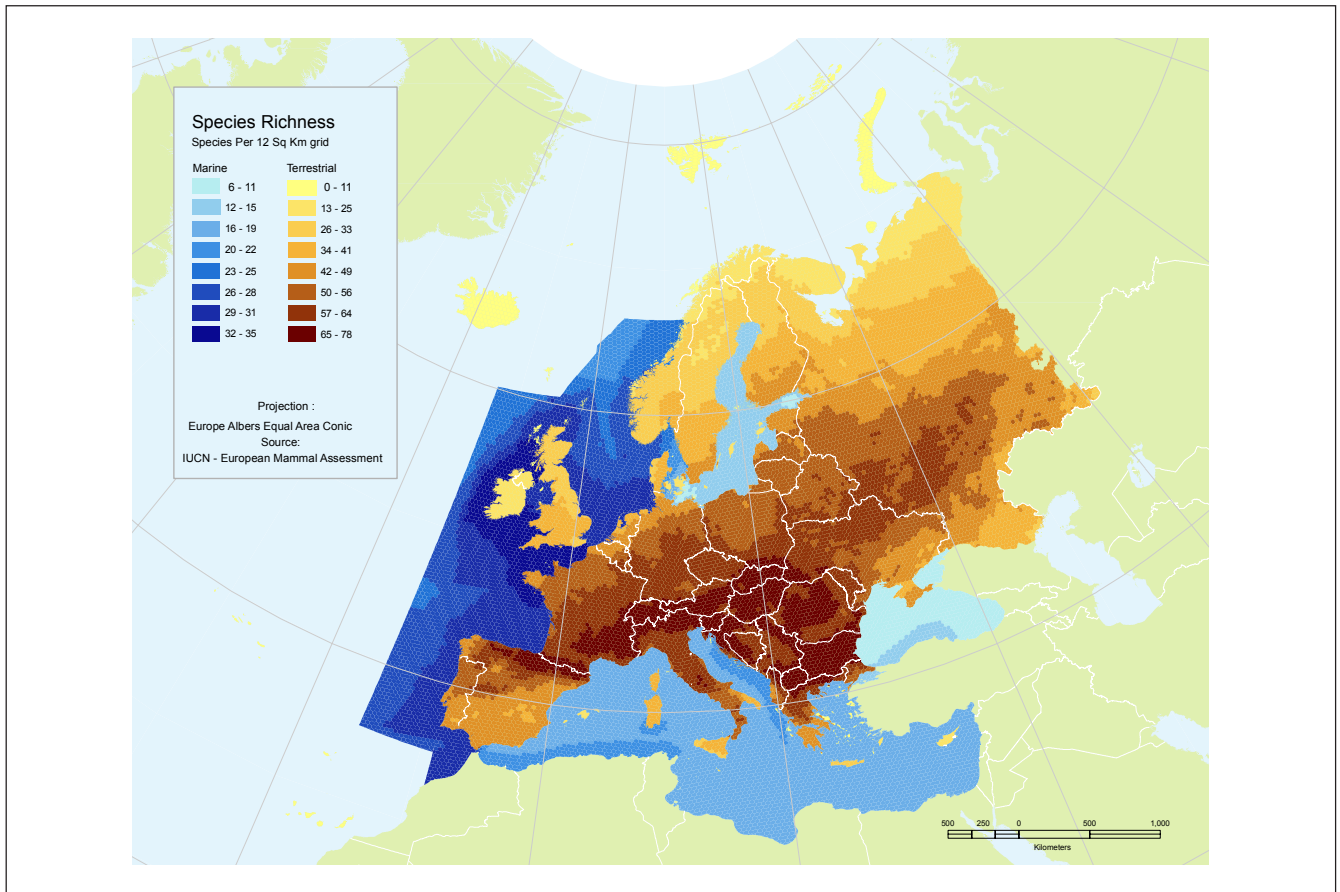 Species Richness
Species Per 12 Sq Km grid
Marine Terrestrial
6 - 11 0 - 11
12 - 15 13 - 25
16 - 19 26 - 33
20 - 22 34 - 41
23 - 25 42 - 49
26 - 28 50 - 56
29 - 31 57 - 64
32 - 35 65 - 78
Projection :
Europe Albers Equal Area Conic
Source:
IUCN - European Mammal Assessment
500 250 0 500 1,000
Kilometers